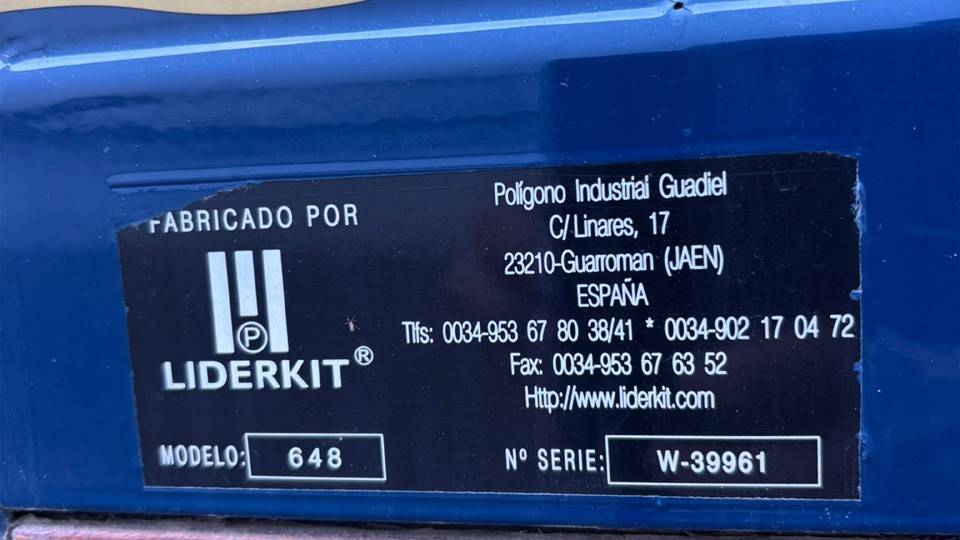 FABRICADO POR
P
LIDERKIT®
MODELO: 648
Polígono Industrial Guadiel
C/ Linares, 17
23210-Guarroman (JAEN)
ESPAÑA
Tlfs: 0034-953 67 80 38/41 * 0034-902 17 04 72
Fax: 0034-953 67 63 52
Http://www.liderkit.com
Nº SERIE: W-39961